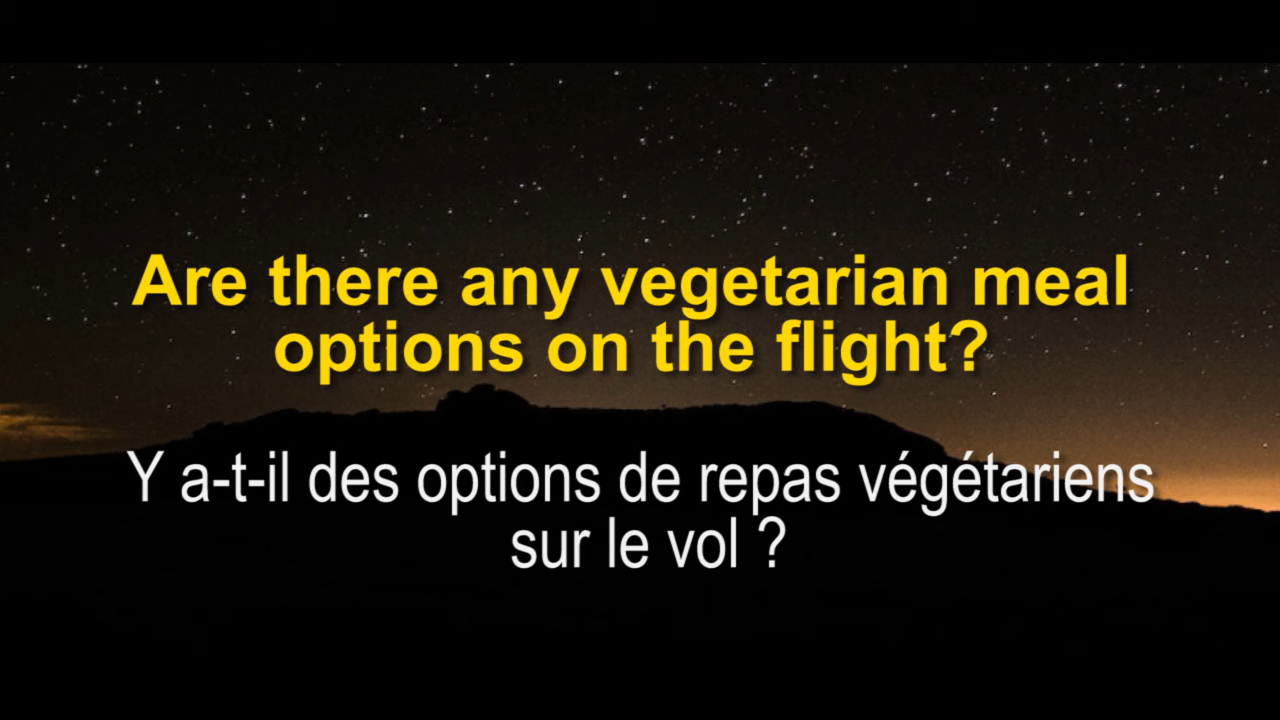 Are there any vegetarian meal
options on the flight?
Y a-t-il des options de repas végétariens
sur le vol ?